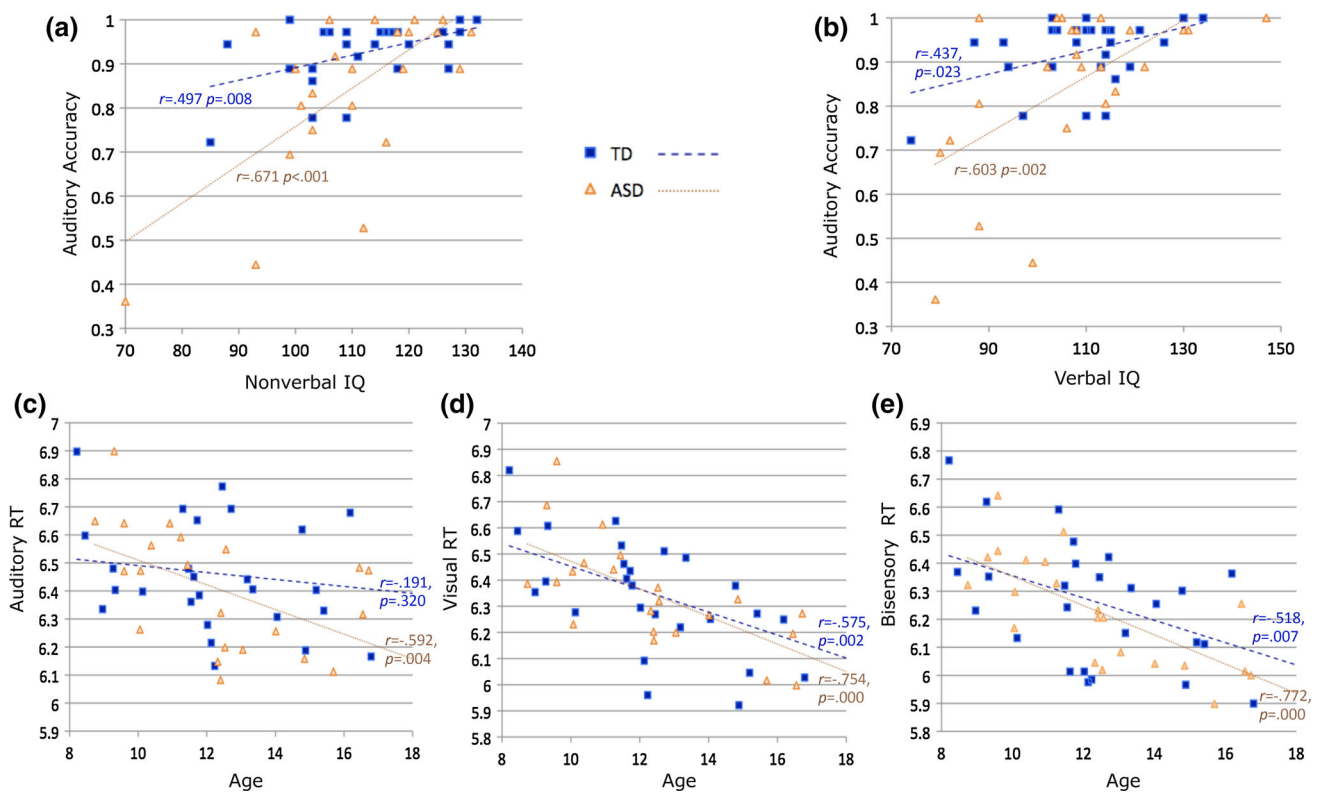 (a)
Auditory Accuracy
1
0.9
0.8
0.7
0.6
0.5
0.4
0.3
r=.497 p=.008
r=.671 p<.001
70 80 90 100 110 120 130 140
Nonverbal IQ
TD
ASD
(b)
Auditory Accuracy
1
0.9
0.8
0.7
0.6
0.5
0.4
0.3
r=.437,
p=.023
r=.603 p=.002
70 90 110 130 150
Verbal IQ
(c)
Auditory RT
7
6.9
6.8
6.7
6.6
6.5
6.4
6.3
6.2
6.1
6
5.9
r=-.191,
p=.320
r=-.592,
p=.004
8 10 12 14 16 18
Age
(d)
Visual RT
7
6.9
6.8
6.7
6.6
6.5
6.4
6.3
6.2
6.1
6
5.9
5.8
r=-.575,
p=.002
r=-.754,
p=.000
8 10 12 14 16 18
Age
(e)
Bisensory RT
6.9
6.8
6.7
6.6
6.5
6.4
6.3
6.2
6.1
6
5.9
5.8
r=-.518,
p=.007
r=-.772,
p=.000
8 10 12 14 16 18
Age